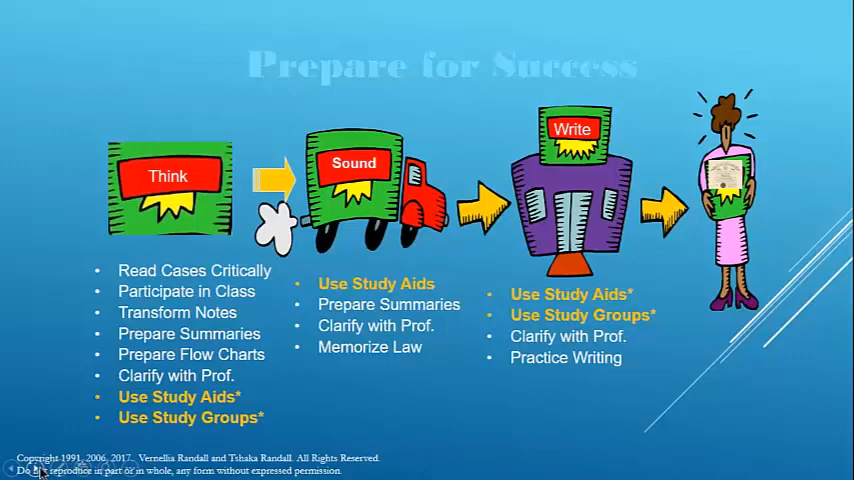 Prepare for Success
Think
Sound
Write
• Read Cases Critically
• Participate in Class
• Transform Notes
• Prepare Summaries
• Prepare Flow Charts
• Clarify with Prof.
• Use Study Aids*
• Use Study Groups*
• Use Study Aids
• Prepare Summaries
• Clarify with Prof.
• Memorize Law
• Use Study Aids*
• Use Study Groups*
• Clarify with Prof.
• Practice Writing
Copyright 1991, 2006, 2017. Vernellia Randall and Tshaka Randall. All Rights Reserved.
Do not reproduce in part or in whole, any form without expressed permission.